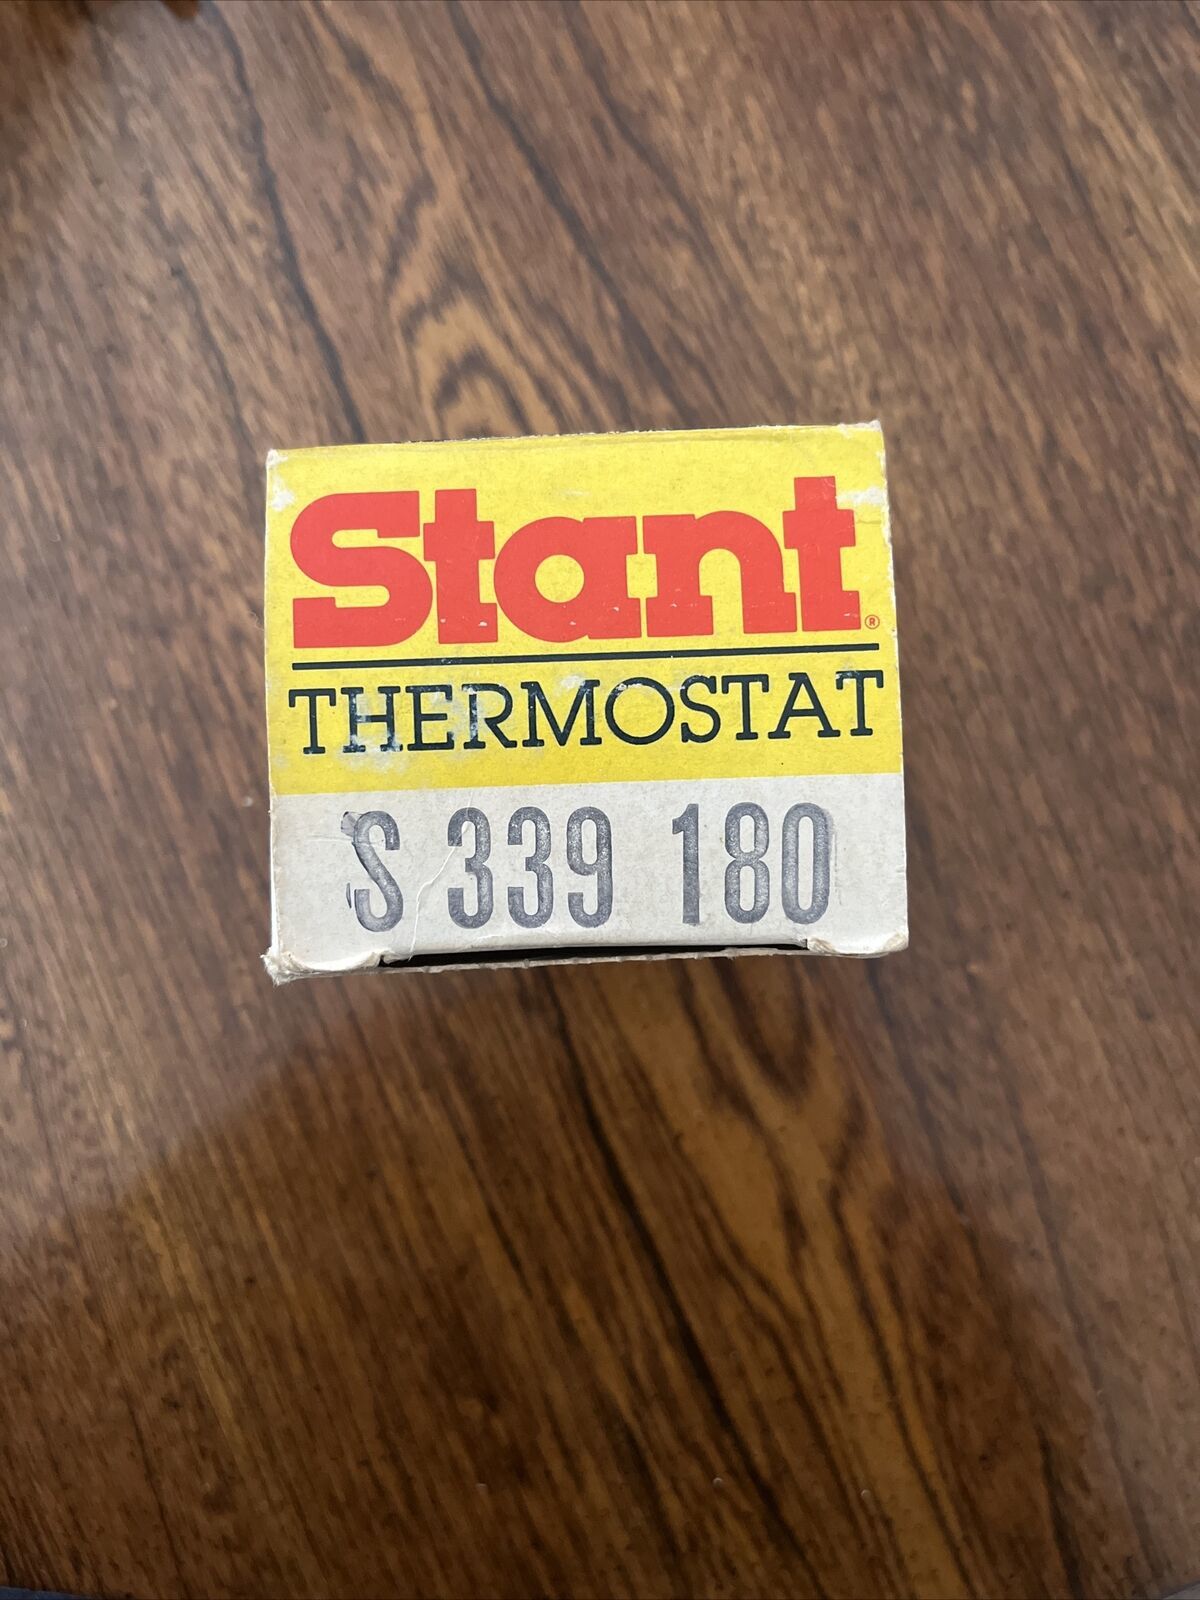 Stant®
THERMOSTAT
S 339 180